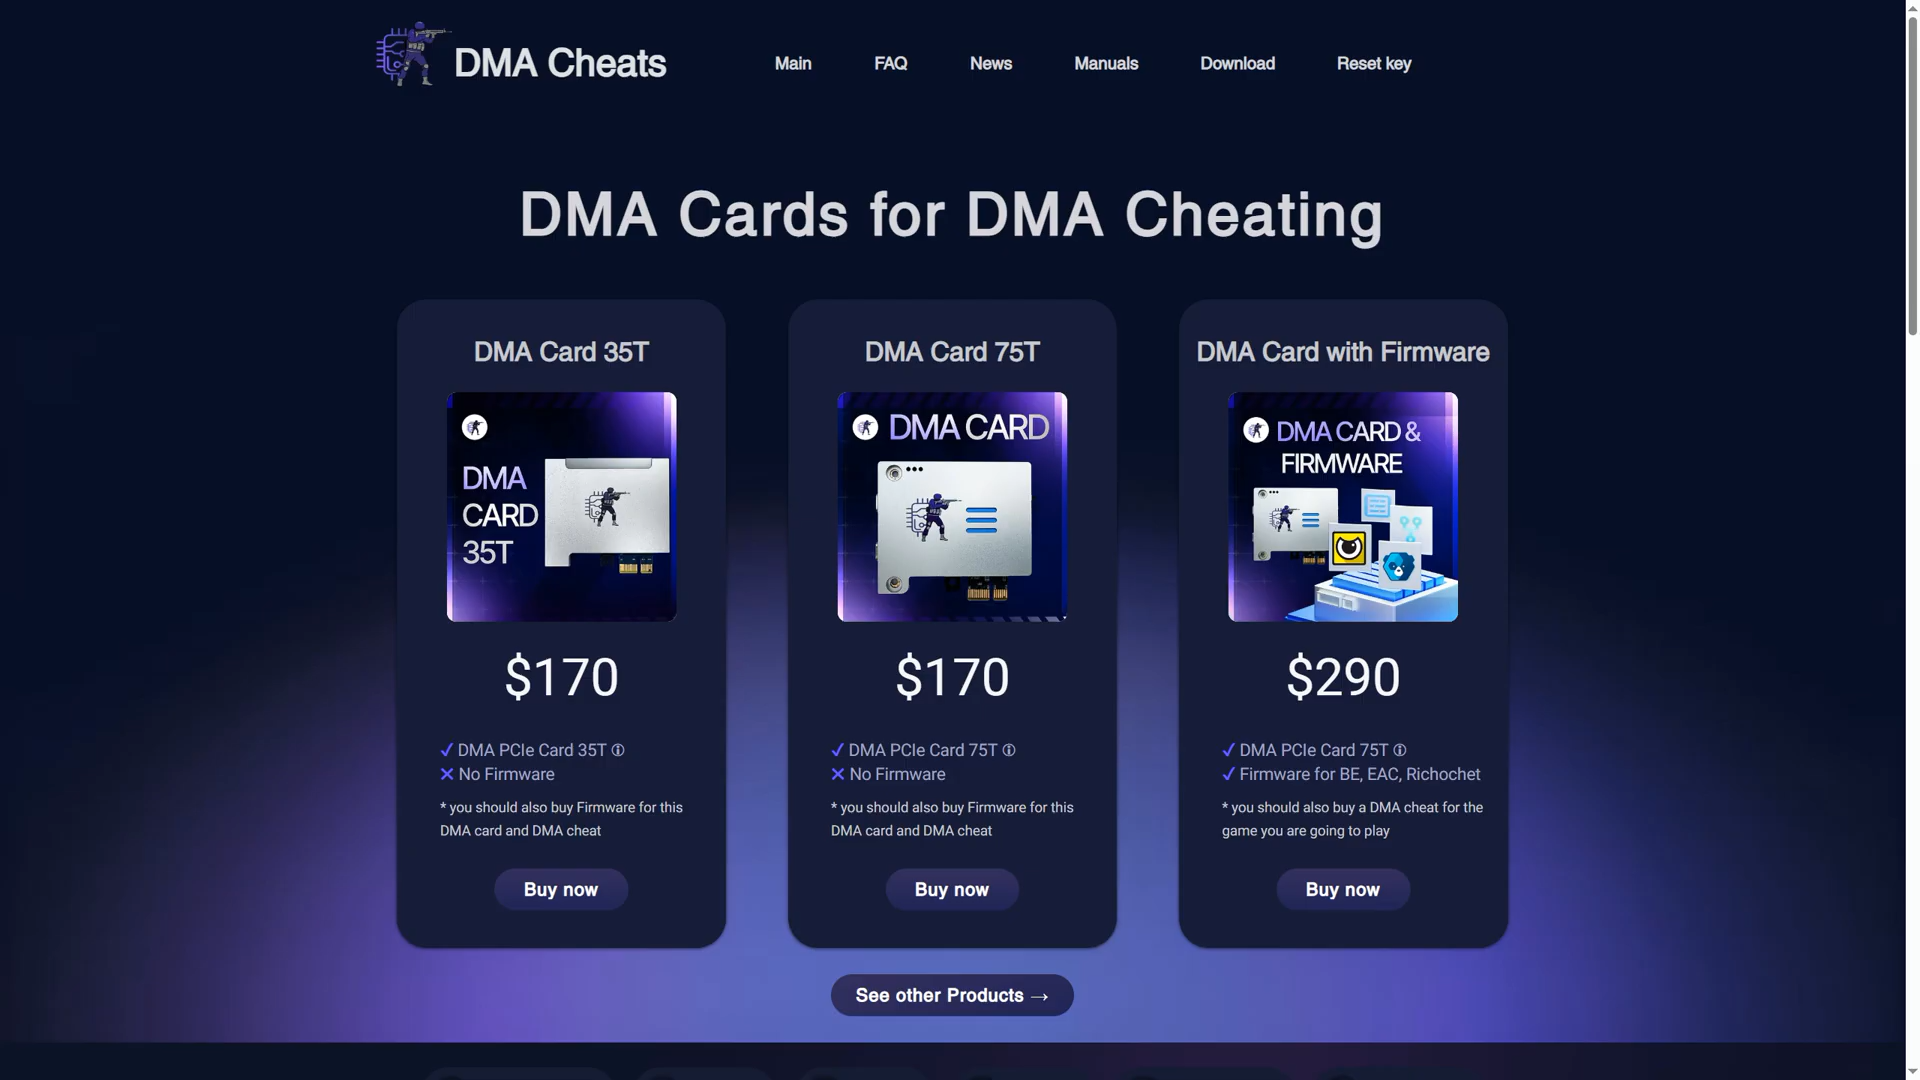 DMA Cheats
Main
FAQ
News
Manuals
Download
Reset key
DMA Cards for DMA Cheating
DMA Card 35T
DMA
CARD
35T
$170
✓ DMA PCIe Card 35T ⓘ
✕ No Firmware
* you should also buy Firmware for this
DMA card and DMA cheat
Buy now
DMA Card 75T
DMA CARD
$170
✓ DMA PCIe Card 75T ⓘ
✕ No Firmware
* you should also buy Firmware for this
DMA card and DMA cheat
Buy now
DMA Card with Firmware
DMA CARD &
FIRMWARE
$290
✓ DMA PCIe Card 75T ⓘ
✓ Firmware for BE, EAC, Richochet
* you should also buy a DMA cheat for the
game you are going to play
Buy now
See other Products →